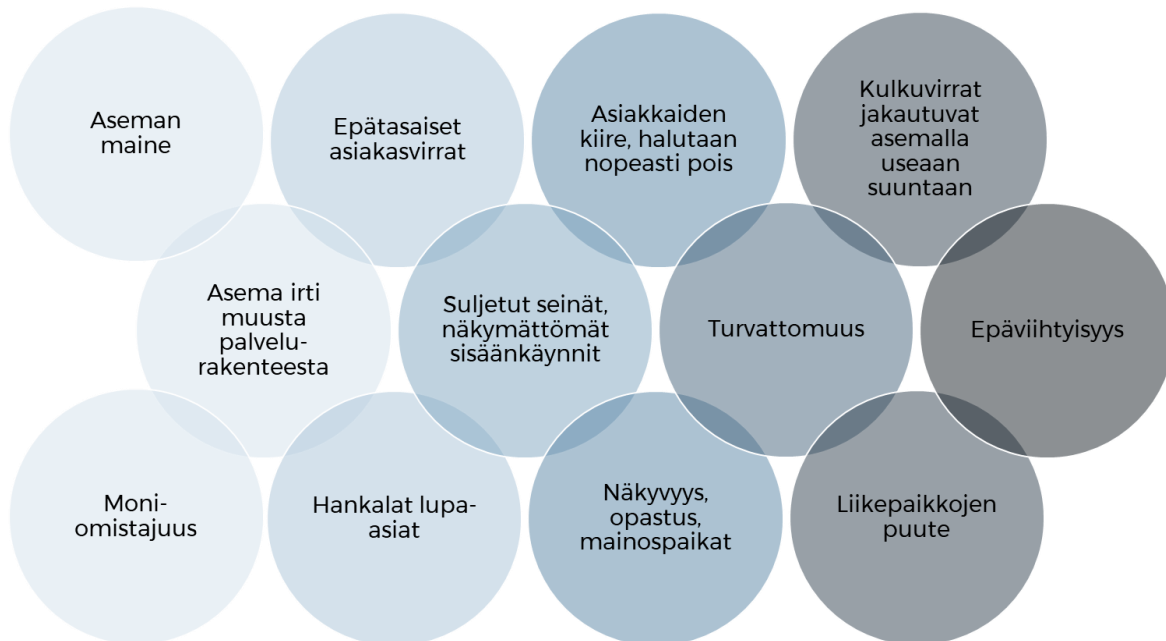 Aseman
maine
Epätasaiset
asiakasvirrat
Asiakkaiden
kiire, halutaan
nopeasti pois
Kulkuvirrat
jakautuvat
asemalla
useaan
suuntaan
Asema irti
muusta
palvelu-
rakenteesta
Suljetut seinät,
näkymättömät
sisäänkäynnit
Turvattomuus
Epäviihtyisyys
Moni-
omistajuus
Hankalat lupa-
asiat
Näkyvyys,
opastus,
mainospaikat
Liikepaikkojen
puute